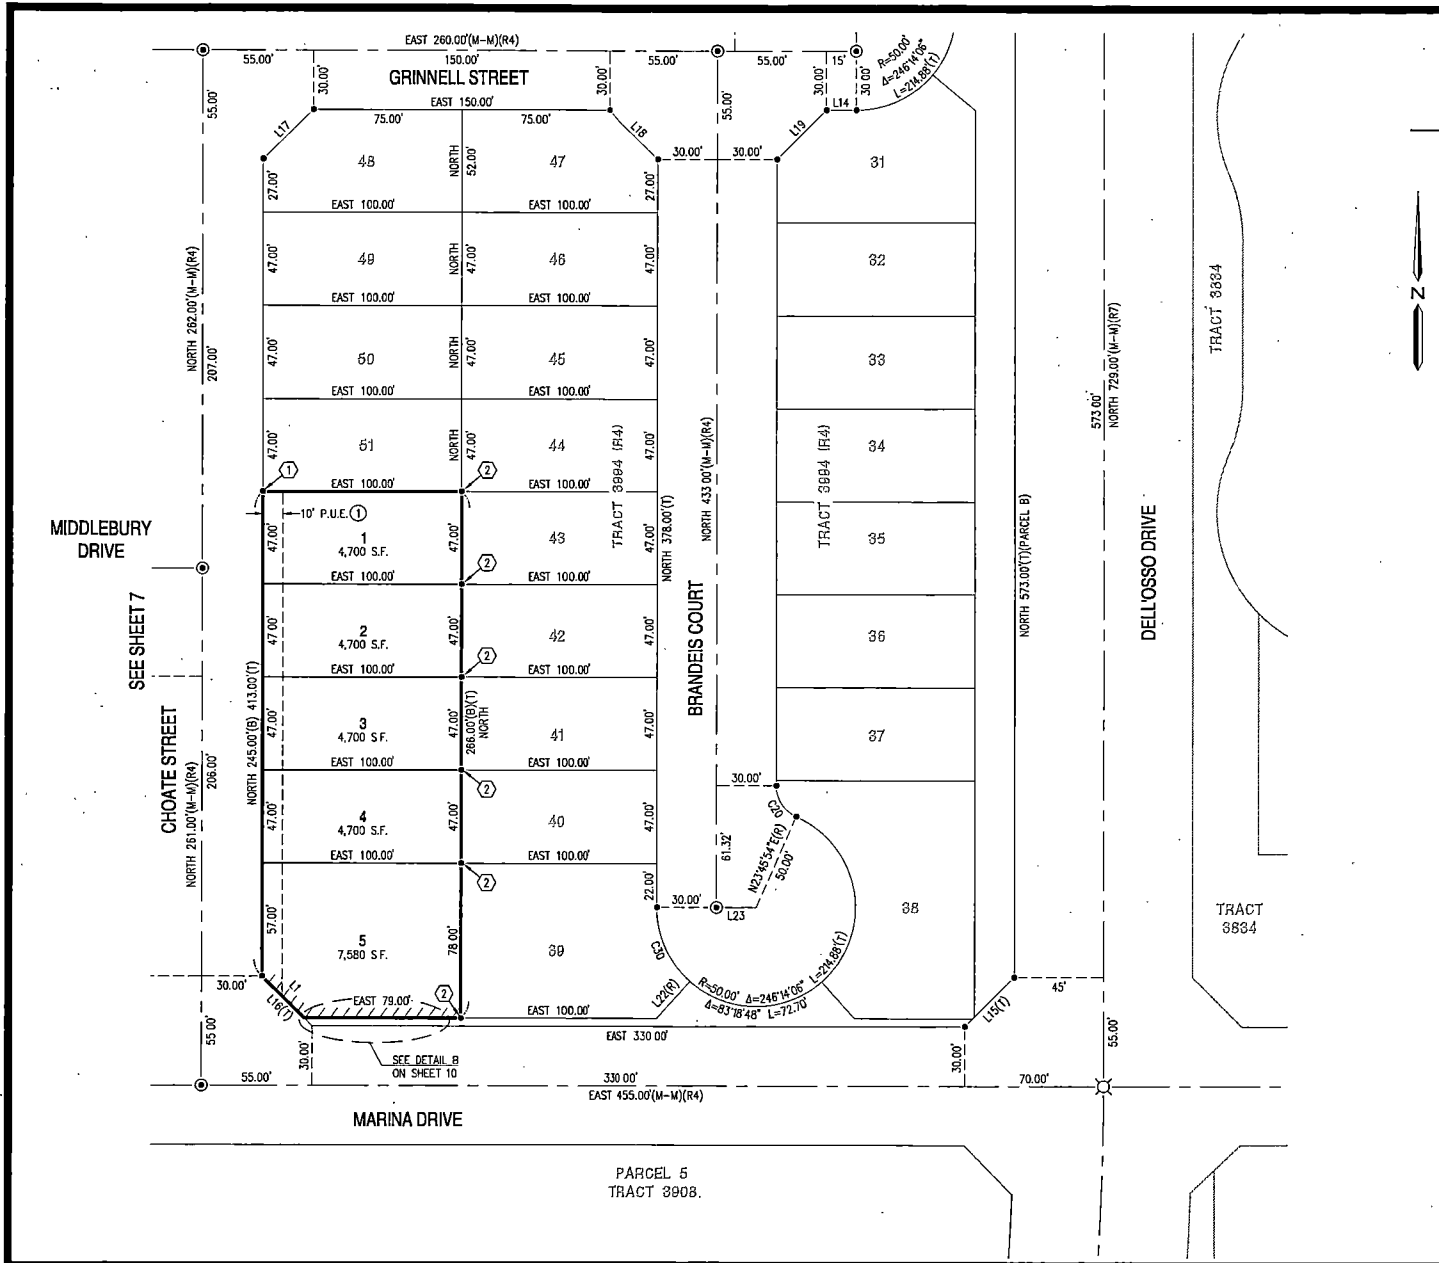 EAST 260.00'(M-M)(R4)
55.00'
150.00'
55.00'
55.00'
15'
GRINNELL STREET
30.00'
30.00'
30.00'
30.00'
R=50.00'
Δ=246°14'06"
L=214.88'(T)
EAST 150.00'
75.00'
75.00'
L14
55.00'
55.00'
L17
L18
L19
48
NORTH
52.00'
47
30.00'
30.00'
31
27.00'
27.00'
EAST 100.00'
EAST 100.00'
NORTH 262.00'(M-M)(R4)
207.00'
47.00'
49
NORTH
47.00'
46
47.00'
32
EAST 100.00'
EAST 100.00'
47.00'
50
NORTH
47.00'
45
47.00'
33
EAST 100.00'
EAST 100.00'
47.00'
51
NORTH
47.00'
44
47.00'
34
EAST 100.00'
EAST 100.00'
1
2
TRACT 3994 (R4)
TRACT 3994 (R4)
NORTH 433.00'(M-M)(R4)
NORTH 378.00'(T)
573.00'
NORTH 729.00'(M-M)(R7)
TRACT 3834
N
MIDDLEBURY
DRIVE
10' P.U.E. 1
47.00'
1
4,700 S.F.
47.00'
43
47.00'
35
EAST 100.00'
EAST 100.00'
2
SEE SHEET 7
47.00'
2
4,700 S.F.
47.00'
42
47.00'
36
EAST 100.00'
EAST 100.00'
2
BRANDEIS COURT
NORTH 573.00'(T)(PARCEL B)
DELL'OSSO DRIVE
NORTH 245.00'(B) 413.00'(T)
47.00'
3
4,700 S.F.
47.00'
266.00'(B)(T)
NORTH
41
47.00'
37
EAST 100.00'
EAST 100.00'
2
CHOATE STREET
NORTH 261.00'(M-M)(R4)
206.00'
47.00'
4
4,700 S.F.
47.00'
40
47.00'
30.00'
C20
61.32'
N23°45'54"E(R)
50.00'
EAST 100.00'
EAST 100.00'
2
22.00'
30.00'
L23
38
57.00'
5
7,580 S.F.
78.00'
39
C30
TRACT
3834
30.00'
L1
L16(T)
EAST 79.00'
2
EAST 100.00'
L22(R)
R=50.00' Δ=246°14'06" L=214.88'(T)
Δ=83°18'48" L=72.70'
L15(T)
45'
55.00'
30.00'
EAST 330.00'
30.00'
55.00'
SEE DETAIL B
ON SHEET 10
55.00'
330.00'
70.00'
EAST 455.00'(M-M)(R4)
MARINA DRIVE
PARCEL 5
TRACT 3908.